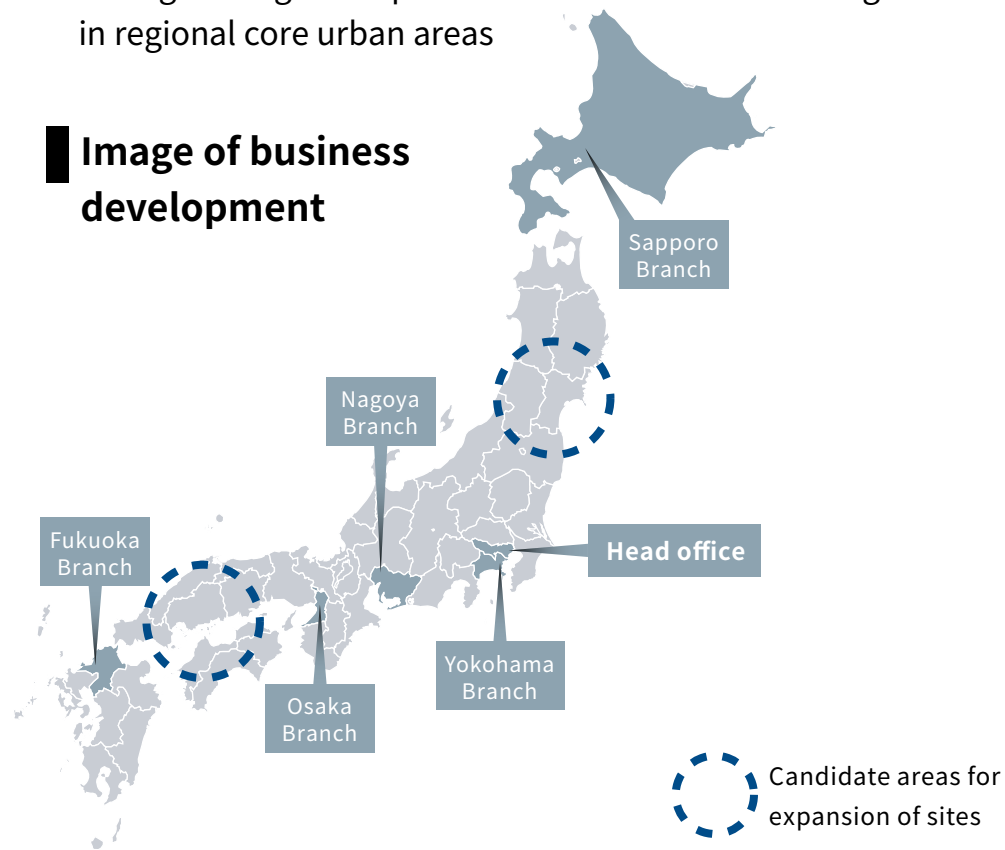 in regional core urban areas
Image of business
development
Sapporo
Branch
Nagoya
Branch
Fukuoka
Branch
Head office
Yokohama
Branch
Osaka
Branch
Candidate areas for
expansion of sites